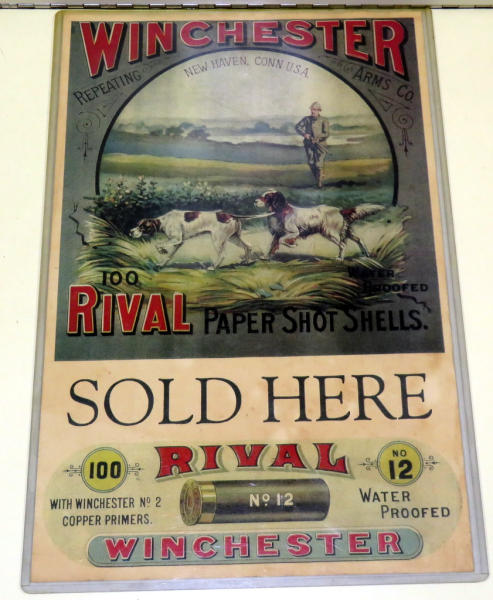 WINCHESTER
REPEATING ARMS CO.
NEW HAVEN, CONN U.S.A.
100
WATER
PROOFED
RIVAL PAPER SHOT SHELLS.
SOLD HERE
RIVAL
100
NO
12
No 12
WITH WINCHESTER No 2
COPPER PRIMERS.
WATER
PROOFED
WINCHESTER